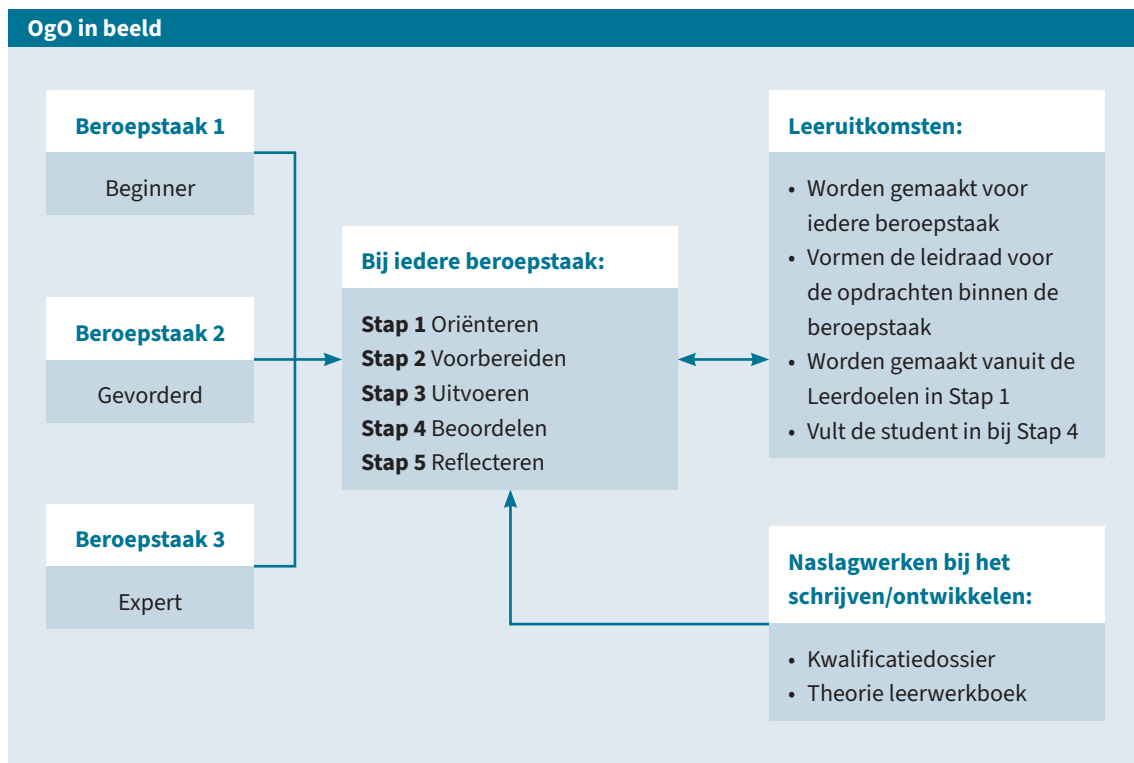 OgO in beeld
Beroepstaak 1
Beginner
Beroepstaak 2
Gevorderd
Beroepstaak 3
Expert
Bij iedere beroepstaak:
Stap 1 Oriënteren
Stap 2 Voorbereiden
Stap 3 Uitvoeren
Stap 4 Beoordelen
Stap 5 Reflecteren
Leeruitkomsten:
• Worden gemaakt voor
iedere beroepstaak
• Vormen de leidraad voor
de opdrachten binnen de
beroepstaak
• Worden gemaakt vanuit de
Leerdoelen in Stap 1
• Vult de student in bij Stap 4
Naslagwerken bij het
schrijven/ontwikkelen:
• Kwalificatiedossier
• Theorie leerwerkboek